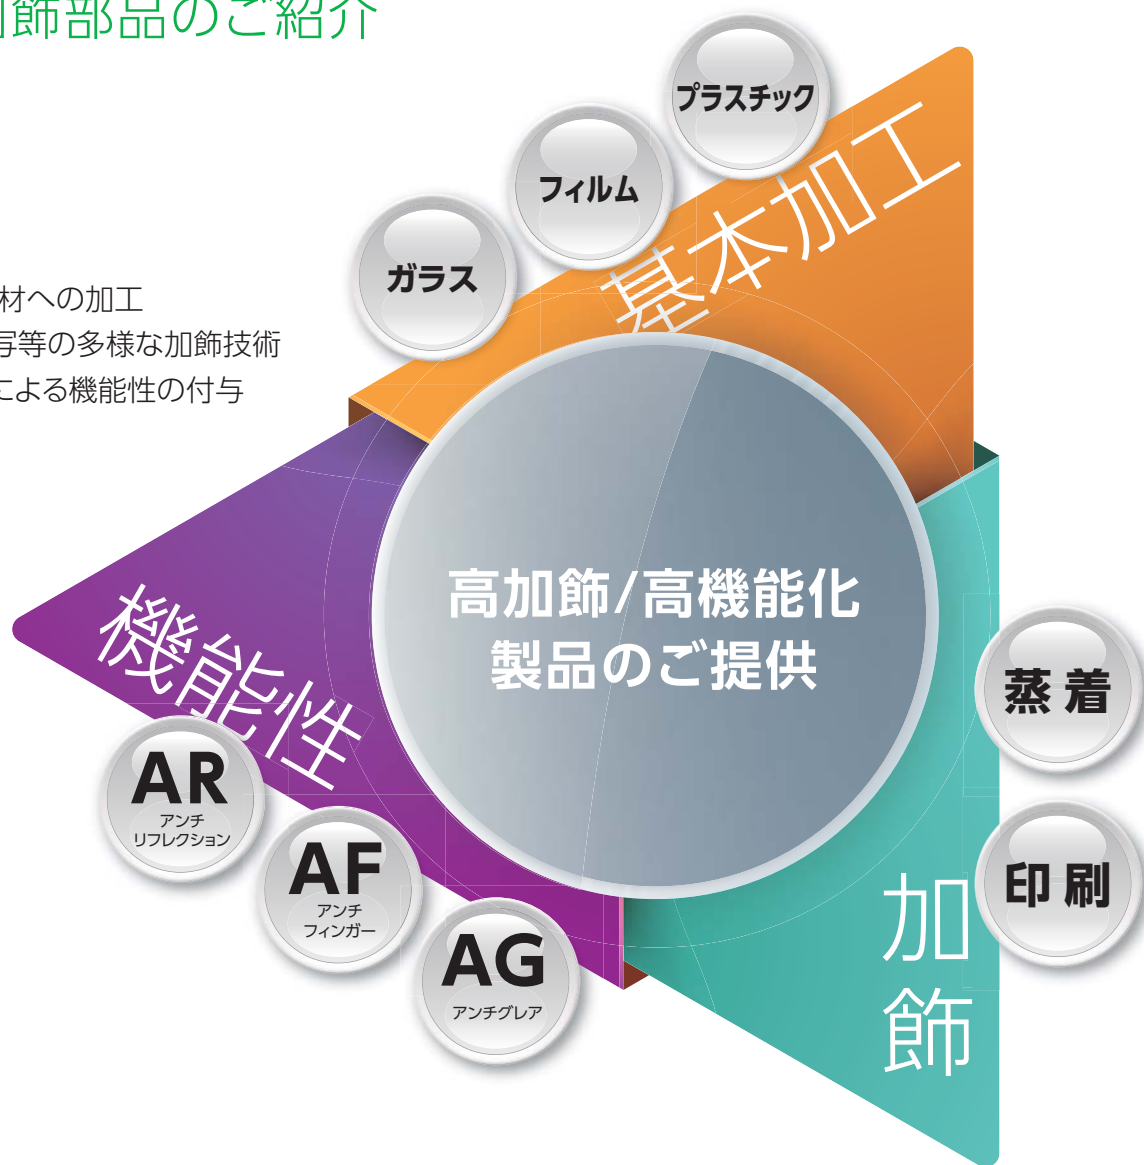 飾部品のご紹介
プラスチック
フィルム
ガラス
基本加工
材への加工
写等の多様な加飾技術
による機能性の付与
高加飾/高機能化
製品のご提供
機能性
AR
アンチ
リフレクション
AF
アンチ
フィンガー
AG
アンチグレア
蒸着
印刷
加飾